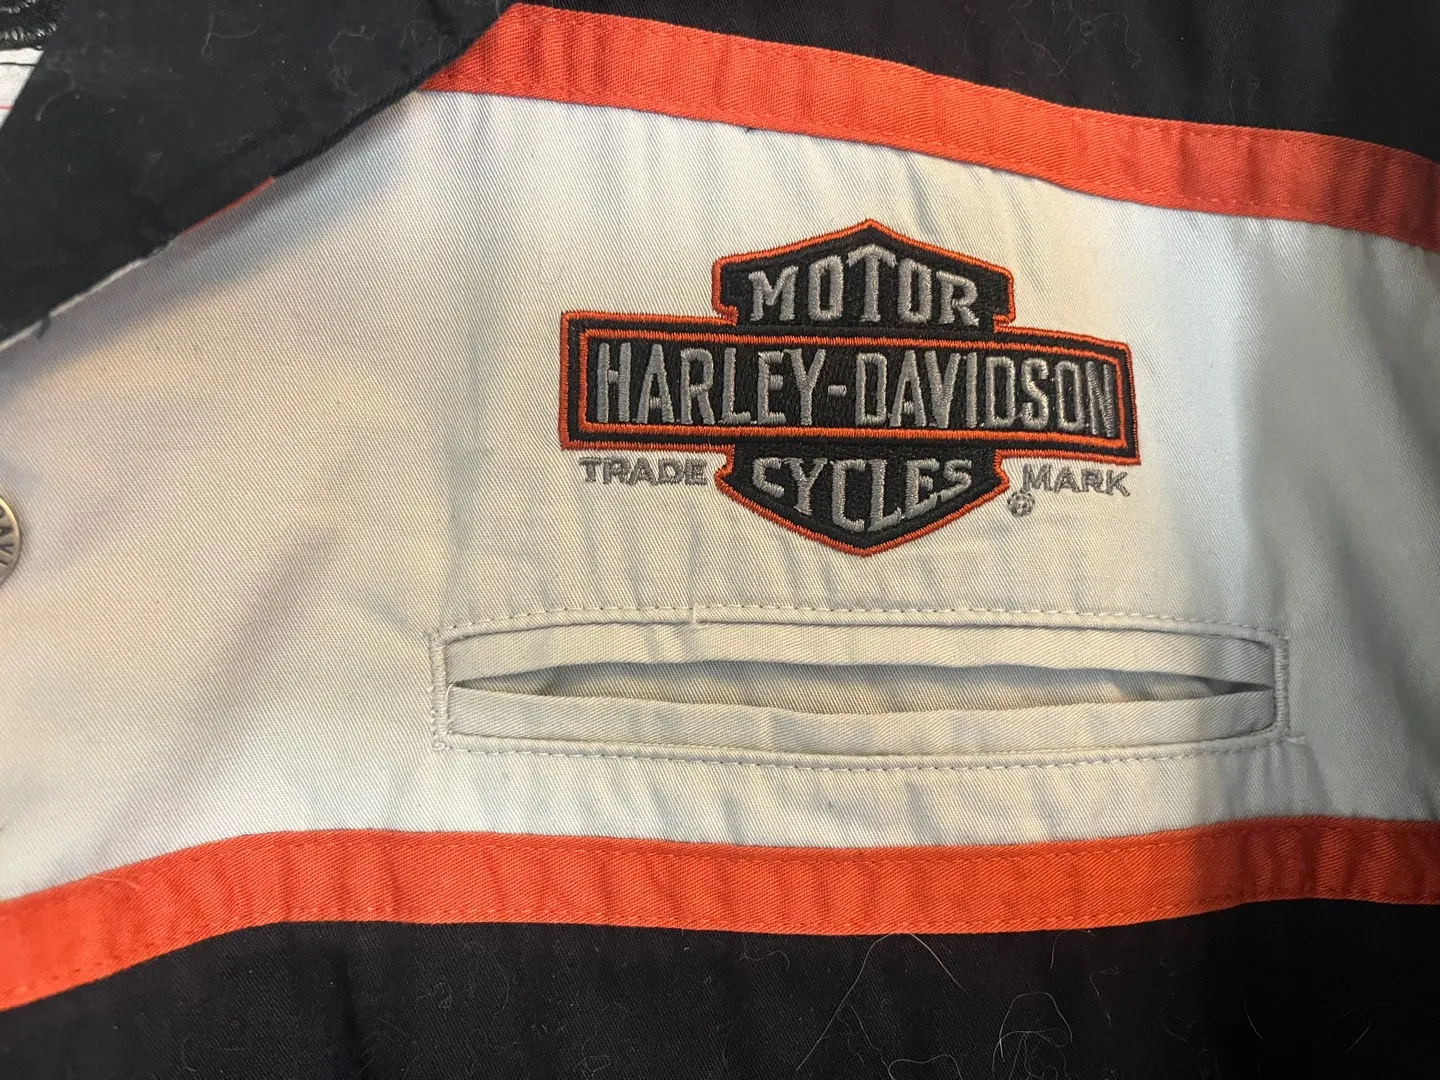 MOTOR
HARLEY-DAVIDSON
TRADE CYCLES MARK
®